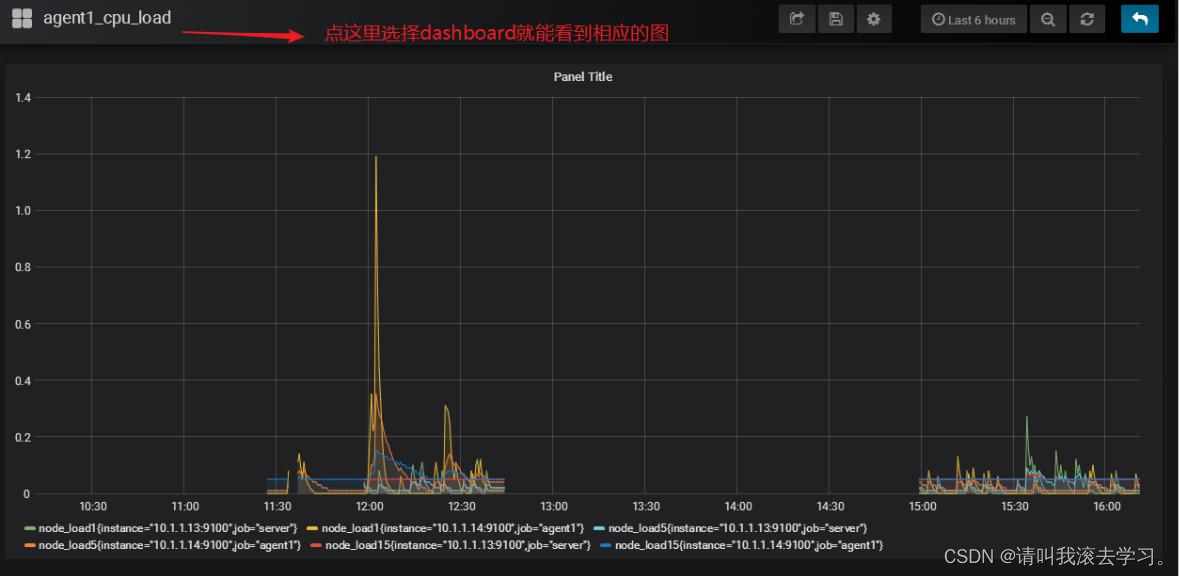 agent1_cpu_load
点这里选择dashboard就能看到相应的图
Last 6 hours
Panel Title
1.4
1.2
1.0
0.8
0.6
0.4
0.2
0
10:30 11:00 11:30 12:00 12:30 13:00 13:30 14:00 14:30 15:00 15:30 16:00
node_load1{instance="10.1.1.13:9100",job="server"} node_load1{instance="10.1.1.14:9100",job="agent1"} node_load5{instance="10.1.1.13:9100",job="server"}
node_load5{instance="10.1.1.14:9100",job="agent1"} node_load15{instance="10.1.1.13:9100",job="server"} node_load15{instance="10.1.1.14:9100",job="agent1"}
CSDN @请叫我滚去学习。